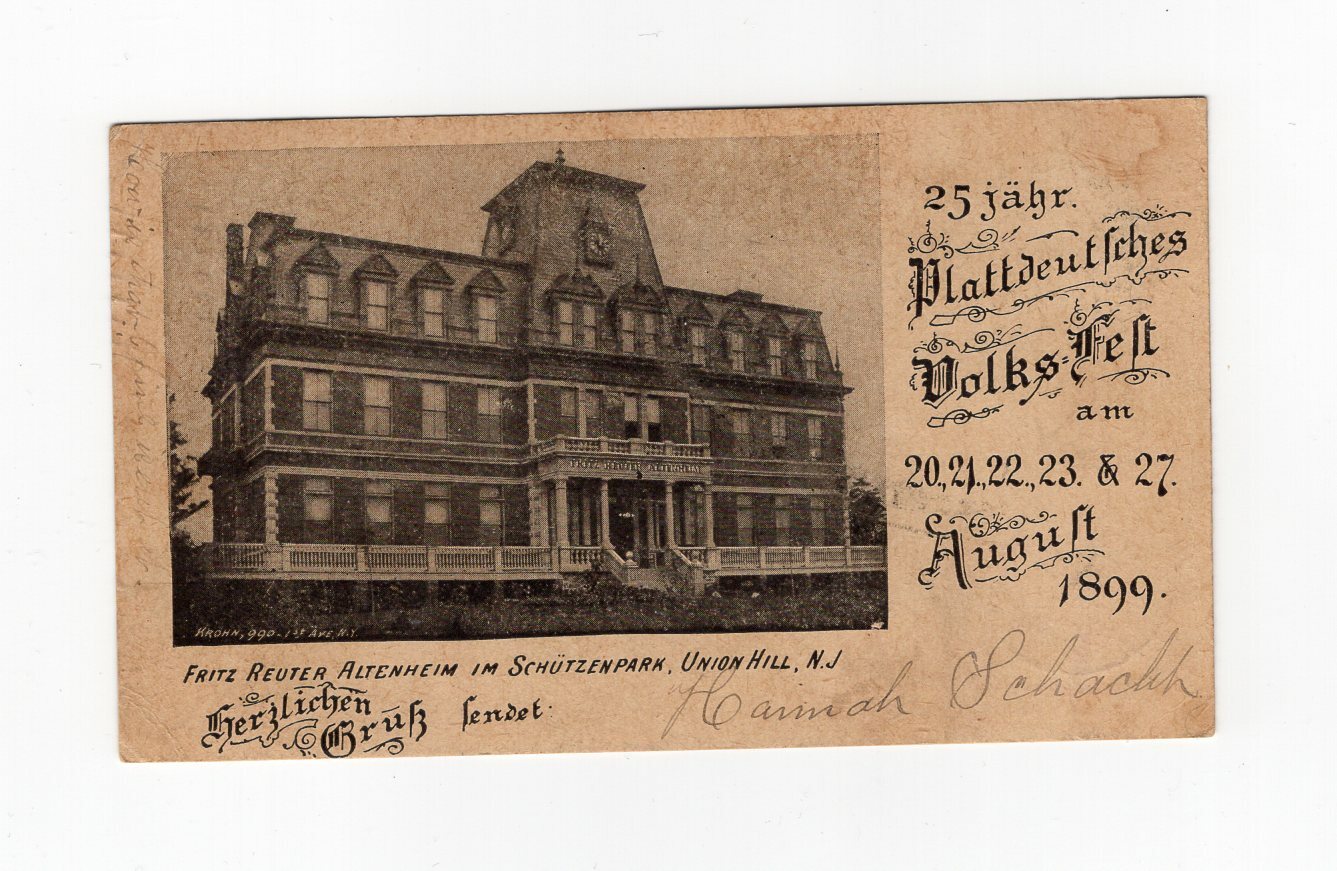 25 jähr.
Plattdeutsches
Volks-Fest
am
20., 21., 22., 23. & 27.
August
1899.
FRITZ REUTER ALTENHEIM
KROHN, 990 - 1ST AVE, N.Y.
FRITZ REUTER ALTENHEIM IM SCHÜTZENPARK, UNION HILL, N.J
Herzlichen
Gruß sendet:
Hannah Schacht